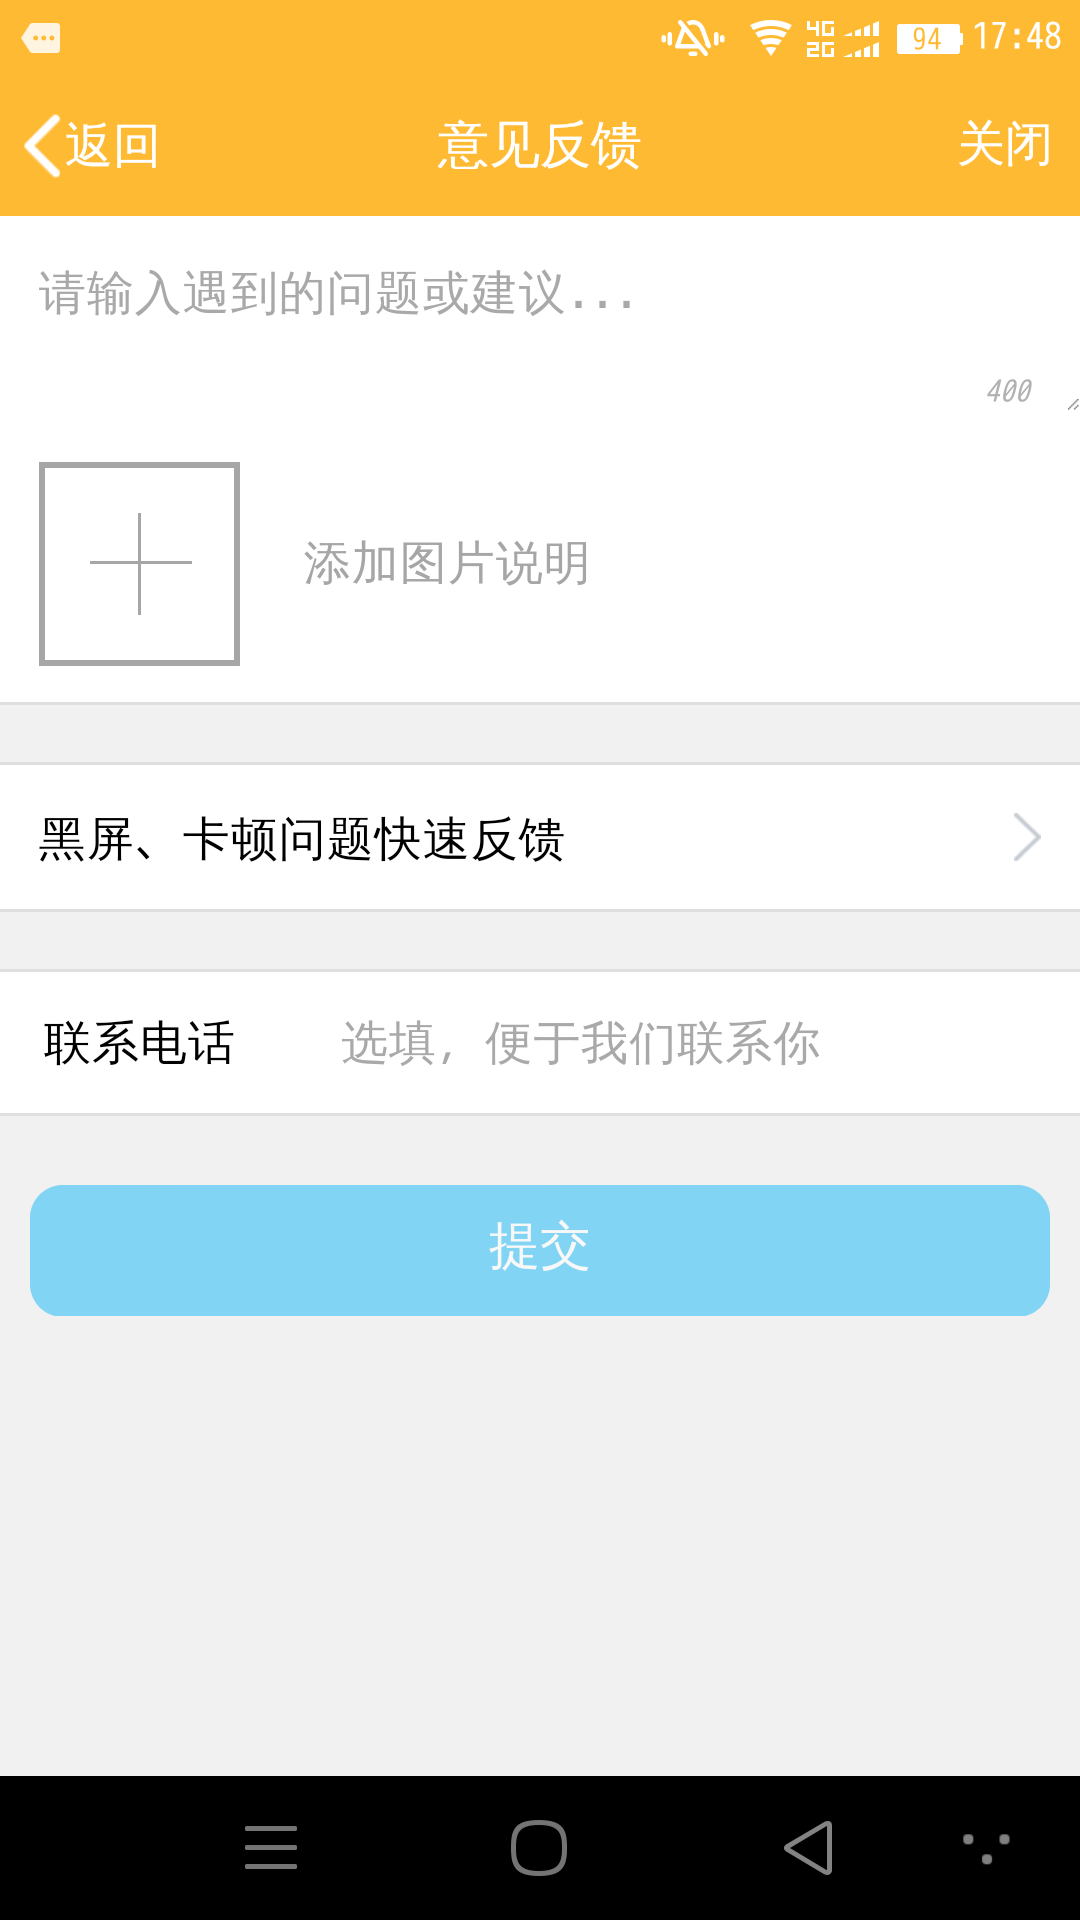 4G 2G 94 17:48
返回 意见反馈 关闭
请输入遇到的问题或建议...
400
添加图片说明
黑屏、卡顿问题快速反馈
联系电话 选填，便于我们联系你
提交